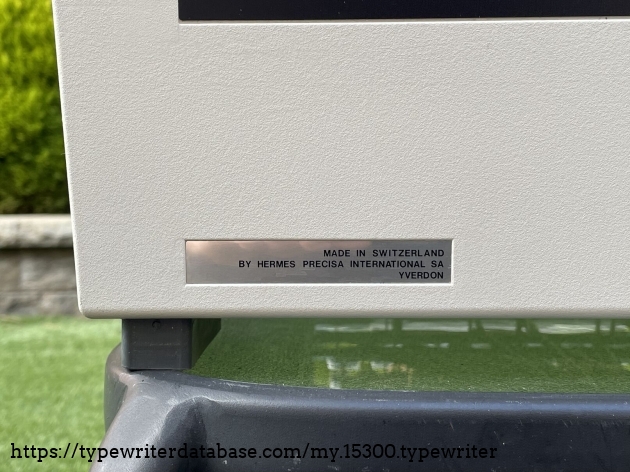 MADE IN SWITZERLAND
BY HERMES PRECISA INTERNATIONAL SA
YVERDON
https://typewriterdatabase.com/my.15300.typewriter